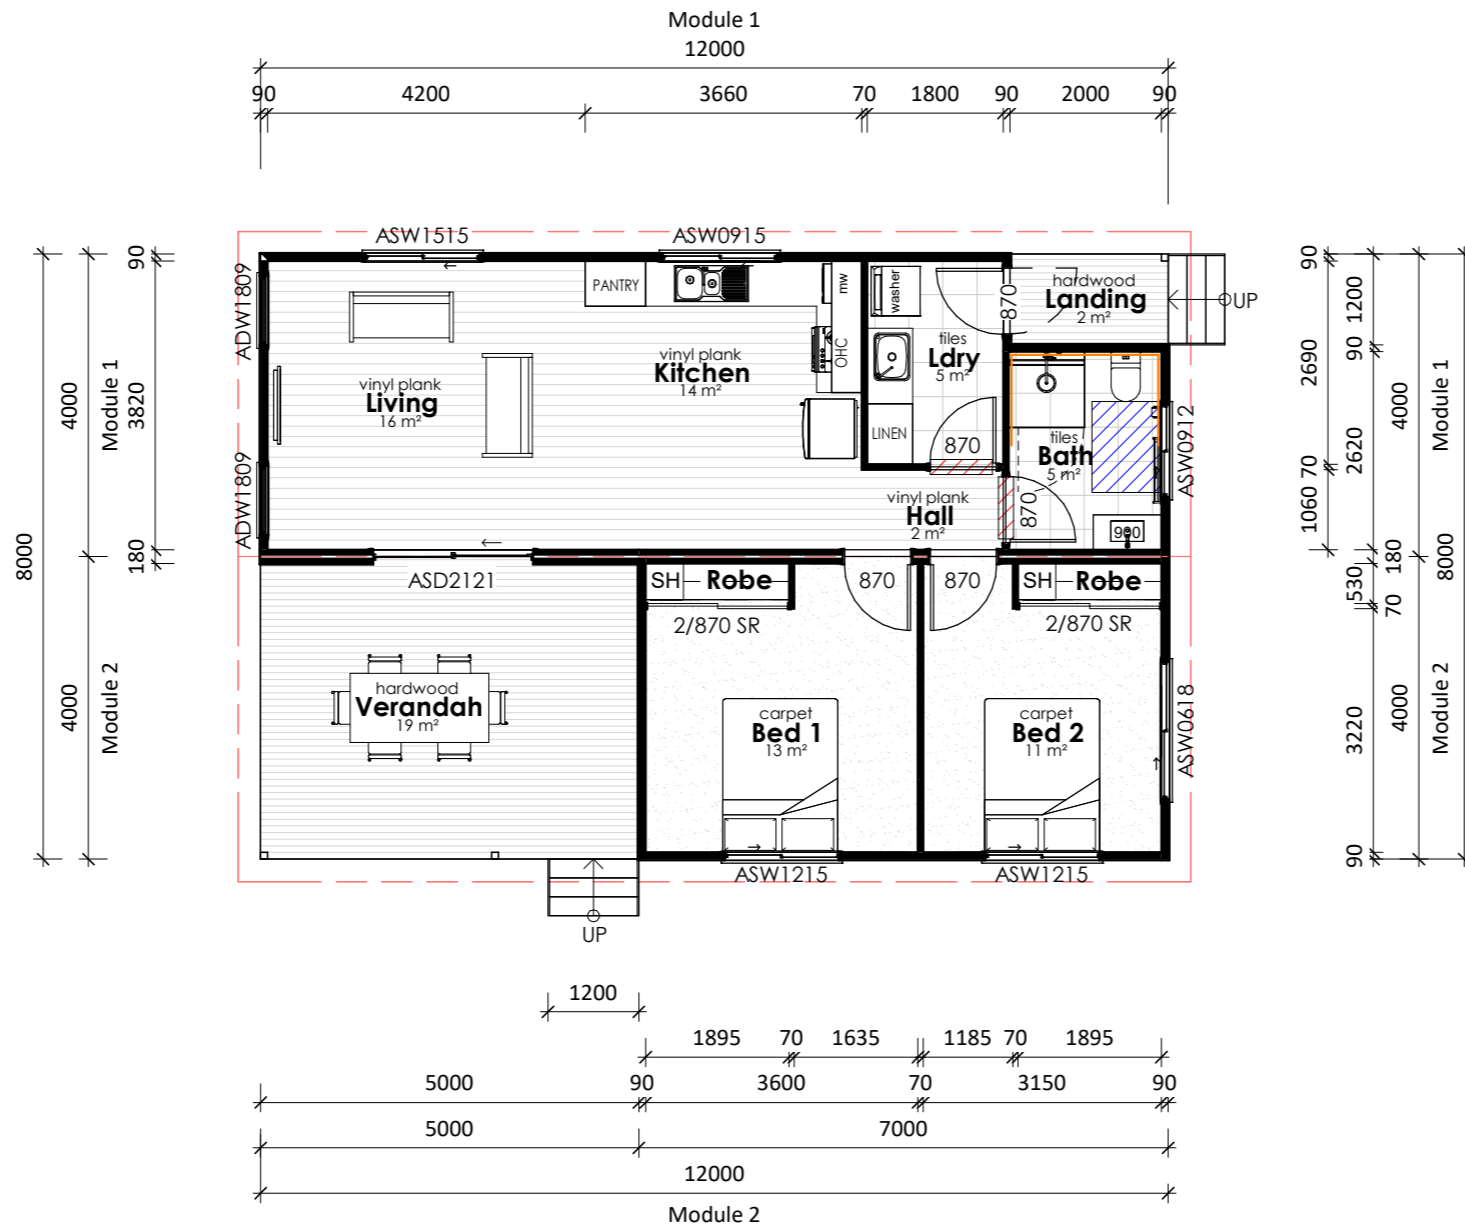 Module 1
12000
90 4200 3660 70 1800 90 2000 90
ASW1515
ASW0915
ADW1809
ADW1809
PANTRY
mw
OHC
washer
LINEN
870
hardwood
Landing
2 m²
UP
tiles
Ldry
5 m²
vinyl plank
Kitchen
14 m²
vinyl plank
Living
16 m²
870
tiles
Bath
5 m²
ASW0912
vinyl plank
Hall
2 m²
870
900
ASD2121
SH Robe
870
870
SH Robe
2/870 SR
2/870 SR
hardwood
Verandah
19 m²
carpet
Bed 1
13 m²
carpet
Bed 2
11 m²
ASW0618
ASW1215
ASW1215
UP
8000
4000
4000
Module 1
Module 2
90
3820
180
90
2690
70
1060
1200
90
2620
180
530
70
3220
90
4000
4000
Module 1
Module 2
8000
1200
1895 70 1635 1185 70 1895
5000 90 3600 70 3150 90
5000 7000
12000
Module 2